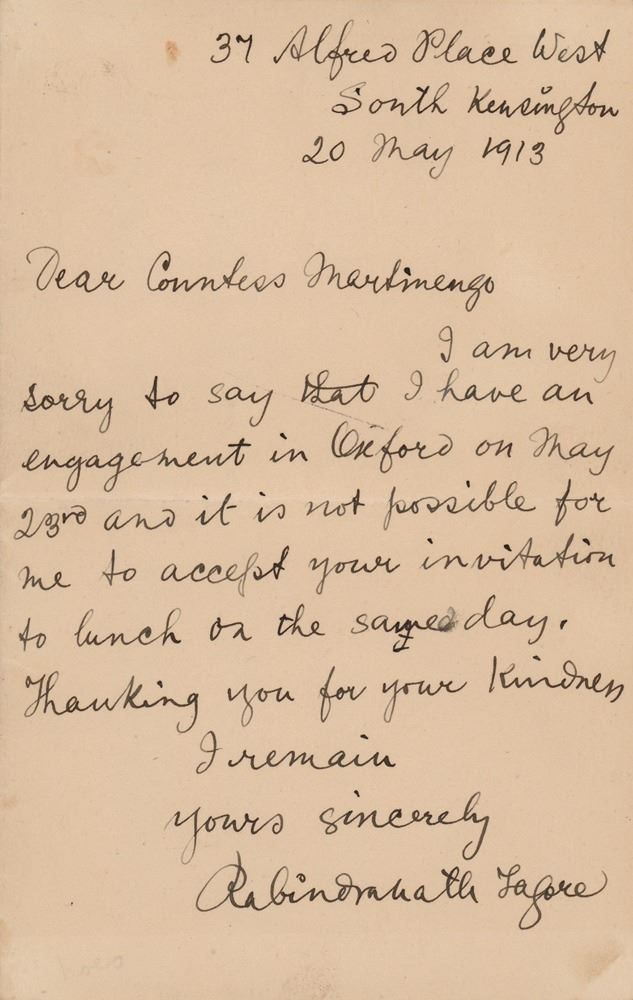 37 Alfred Place West
South Kensington
20 May 1913
Dear Countess Martinengo
I am very
sorry to say that I have an
engagement in Oxford on May
23rd and it is not possible for
me to accept your invitation
to lunch on the same day.
Thanking you for your kindness
I remain
yours sincerely
Rabindranath Tagore